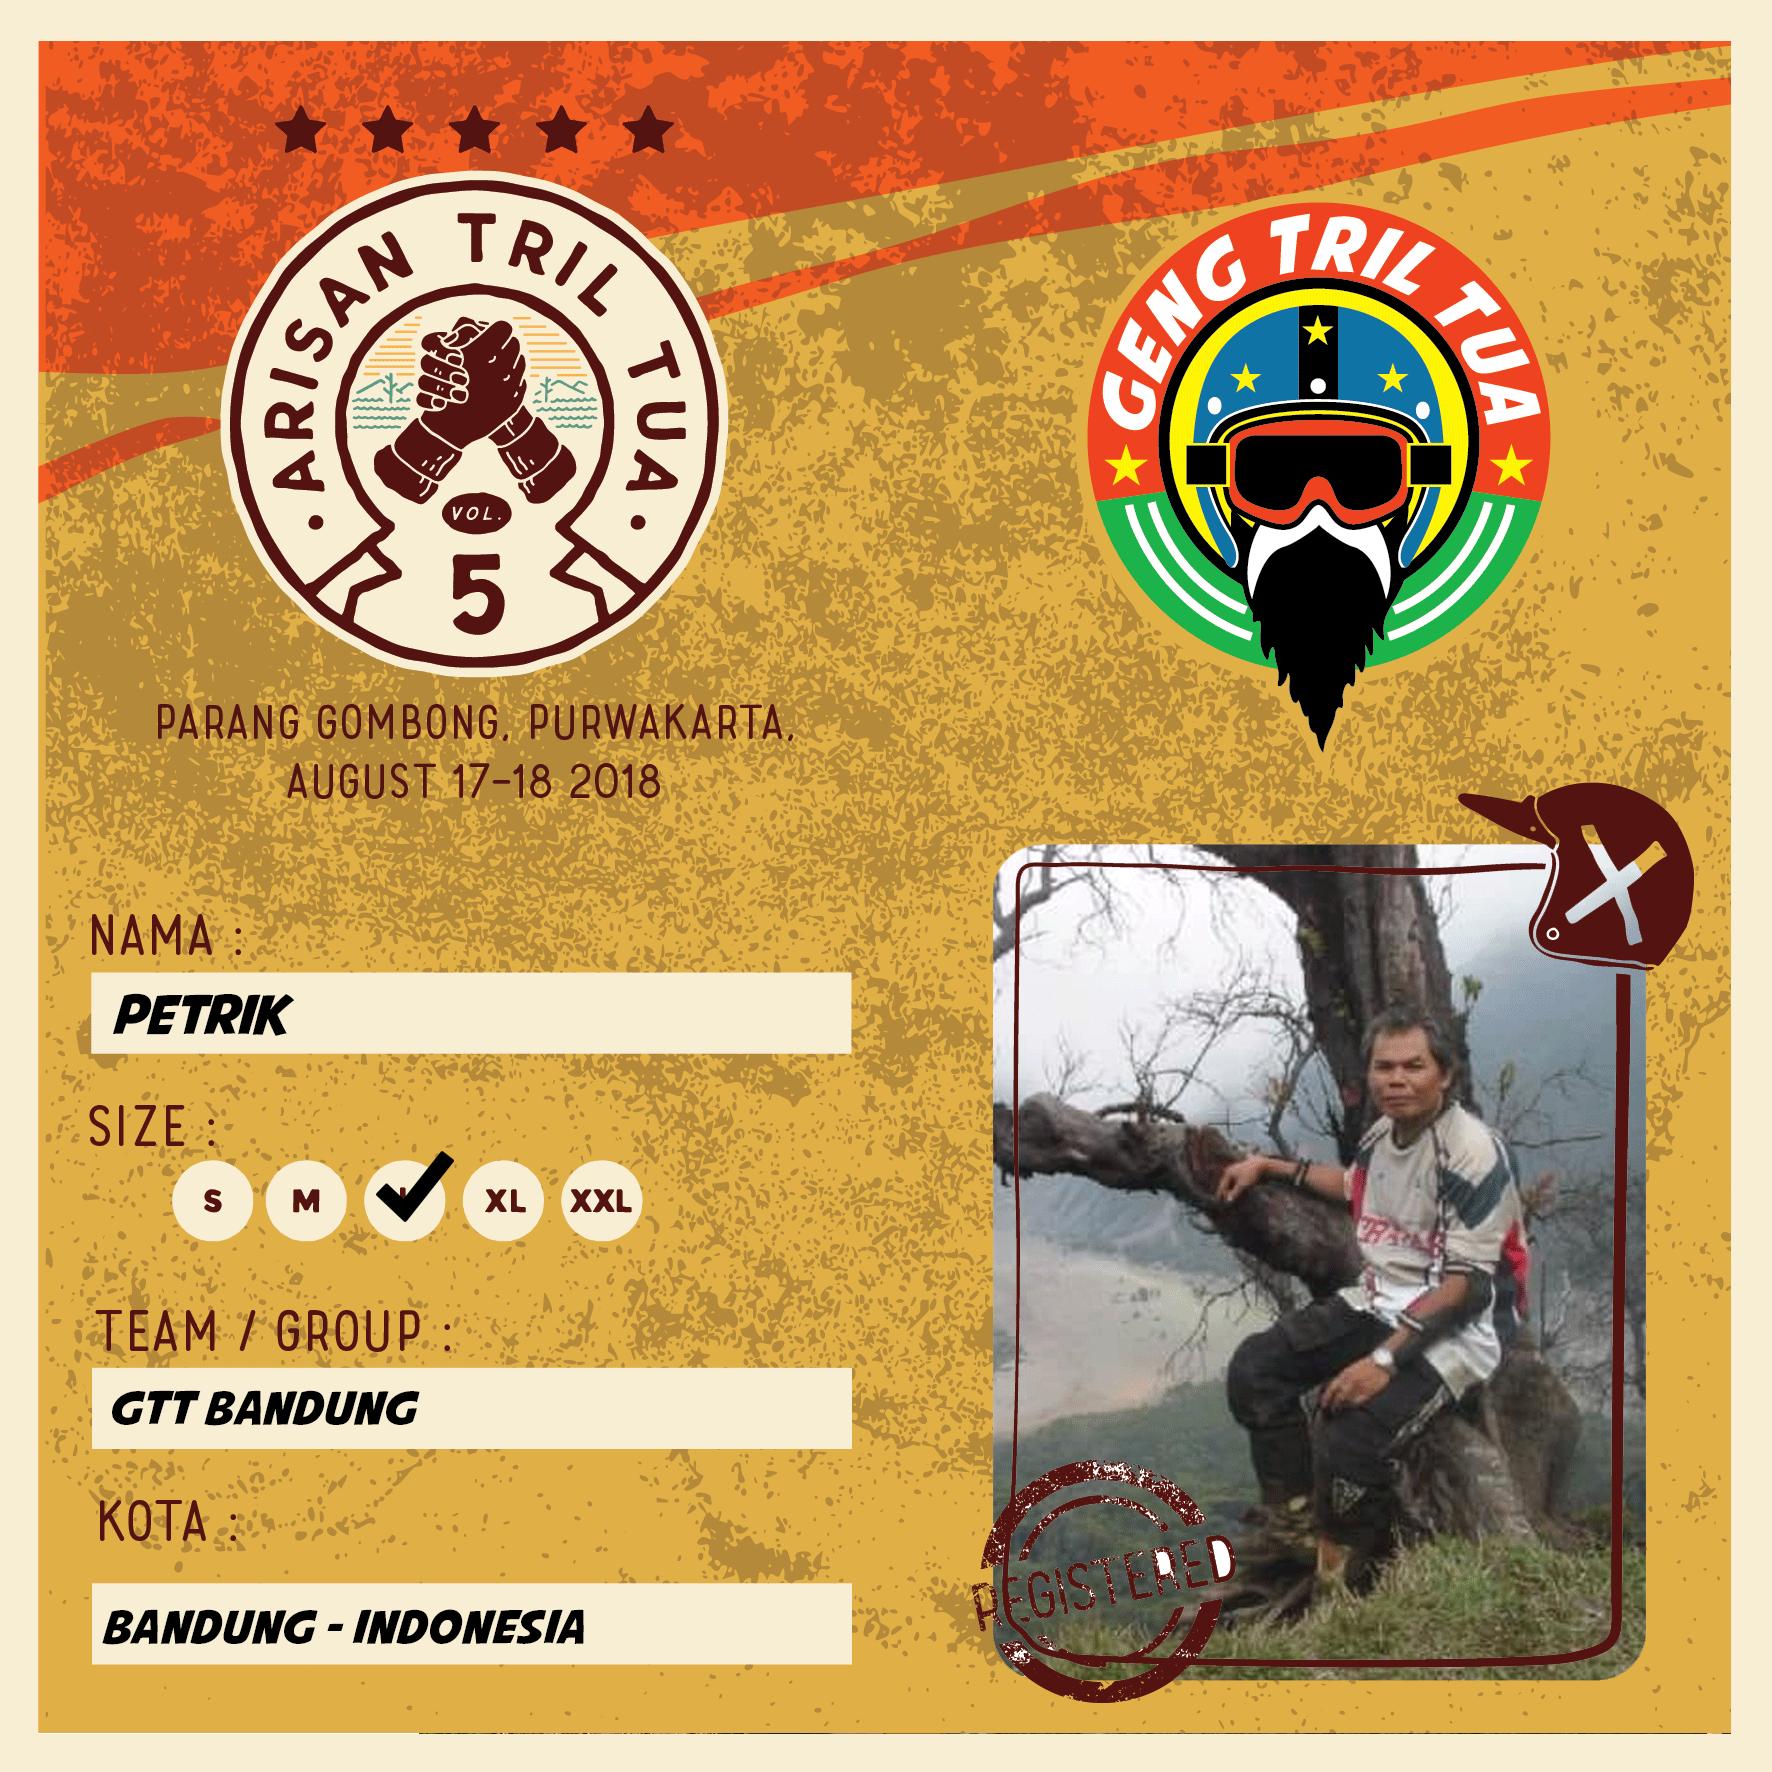 ARISAN TRIL TUA
VOL.
5
PARANG GOMBONG, PURWAKARTA,
AUGUST 17-18 2018
GENG TRIL TUA
NAMA :
PETRIK
SIZE :
S M L XL XXL
TEAM / GROUP :
GTT BANDUNG
KOTA :
BANDUNG - INDONESIA
REGISTERED